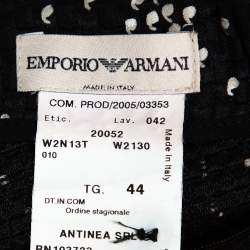 EMPORIO ARMANI
MADE IN ITALY
COM. PROD/2005/03353
Etic. Lav. 042
20052
W2N13T W2130
010
Made in Italy
TG. 44
DT.IN.COM
Ordine stagionale
ANTINEA